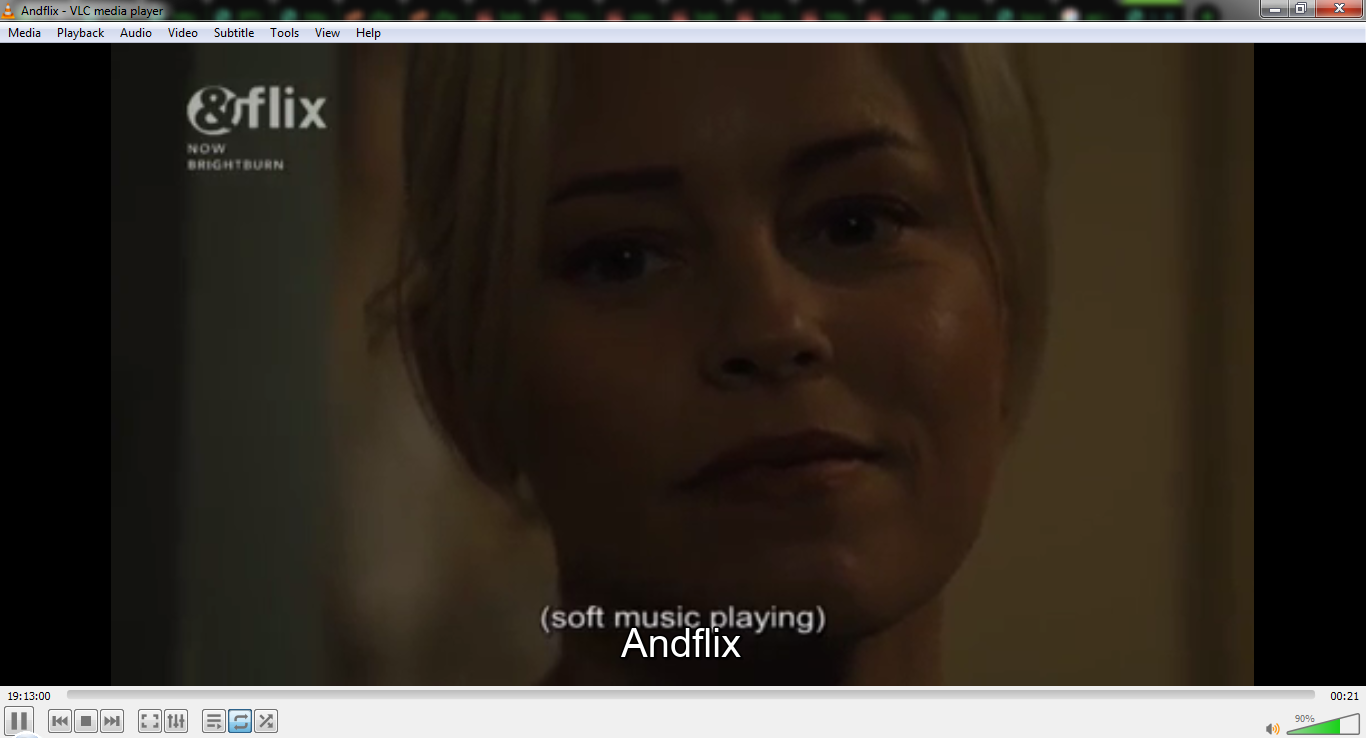 Andflix - VLC media player
Media Playback Audio Video Subtitle Tools View Help
&flix
NOW
BRIGHTBURN
(soft music playing)
Andflix
19:13:00 00:21
90%